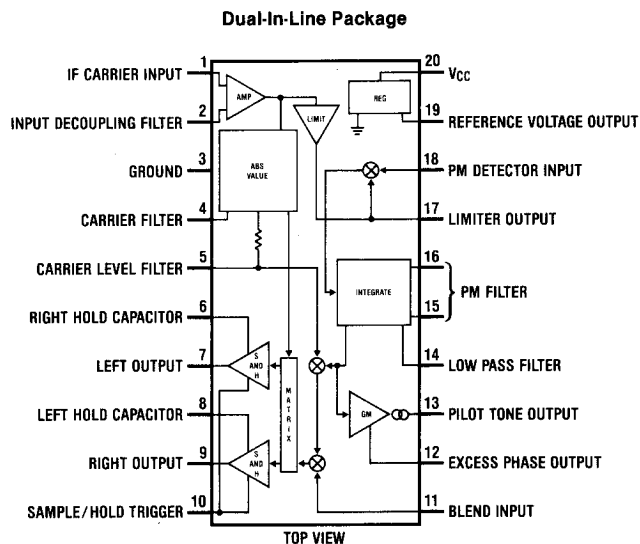 Dual-In-Line Package
IF CARRIER INPUT 1
INPUT DECOUPLING FILTER 2
GROUND 3
CARRIER FILTER 4
CARRIER LEVEL FILTER 5
RIGHT HOLD CAPACITOR 6
LEFT OUTPUT 7
LEFT HOLD CAPACITOR 8
RIGHT OUTPUT 9
SAMPLE/HOLD TRIGGER 10
AMP
LIMIT
REG
ABS
VALUE
INTEGRATE
S
AND
H
MATRIX
GM
S
AND
H
20 VCC
19 REFERENCE VOLTAGE OUTPUT
18 PM DETECTOR INPUT
17 LIMITER OUTPUT
16
PM FILTER
15
14 LOW PASS FILTER
13 PILOT TONE OUTPUT
12 EXCESS PHASE OUTPUT
11 BLEND INPUT
TOP VIEW